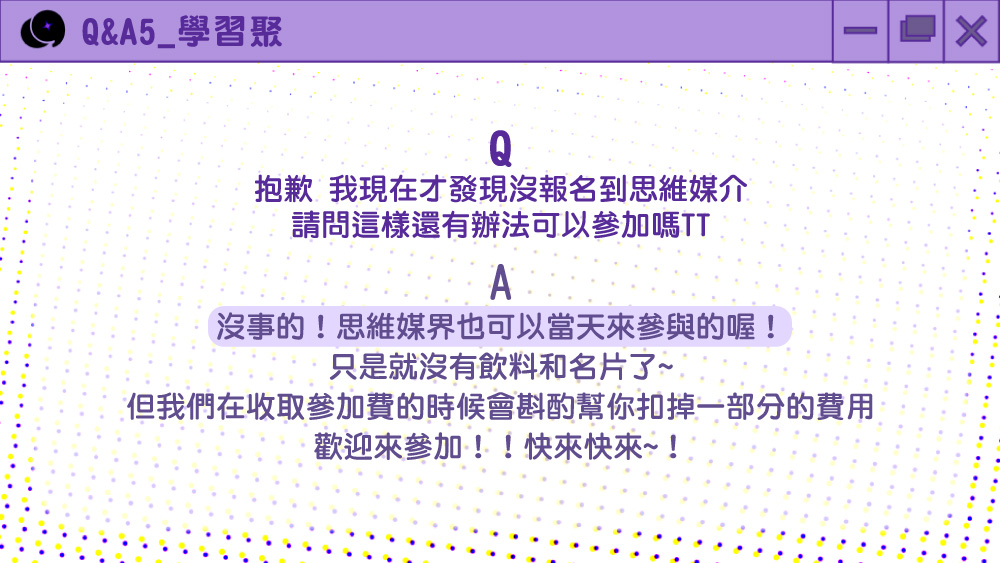 Q&A5_學習聚
Q
抱歉 我現在才發現沒報名到思維媒介
請問這樣還有辦法可以參加嗎TT
A
沒事的！思維媒界也可以當天來參與的喔！
只是就沒有飲料和名片了~
但我們在收取參加費的時候會斟酌幫你扣掉一部分的費用
歡迎來參加！！快來快來~！